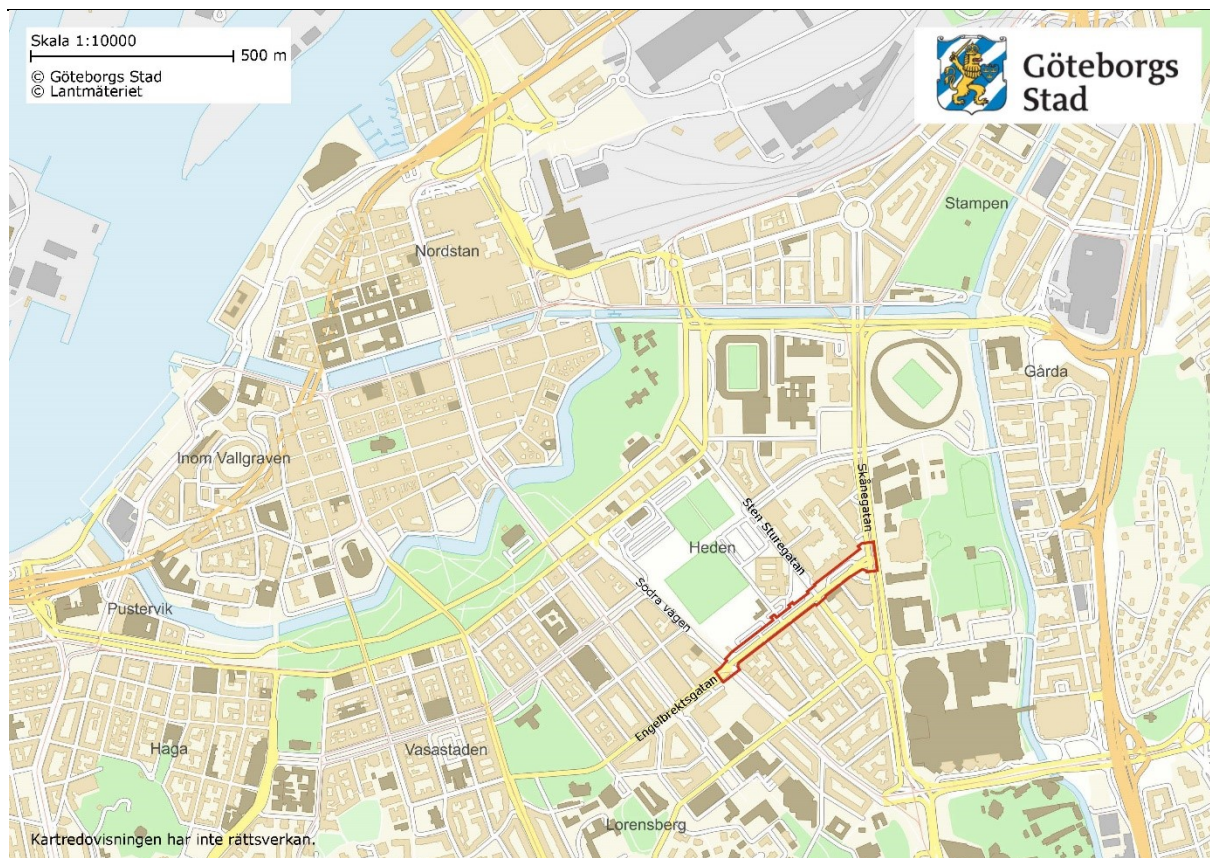 Skala 1:10000
500 m
© Göteborgs Stad
© Lantmäteriet
Göteborgs
Stad
Stampen
Nordstan
Gårda
Inom Vallgraven
Skånegatan
Sten Sturegatan
Heden
Södra vägen
Pustervik
Engelbrektsgatan
Haga
Vasastaden
Lorensberg
Kartredovisningen har inte rättsverkan.